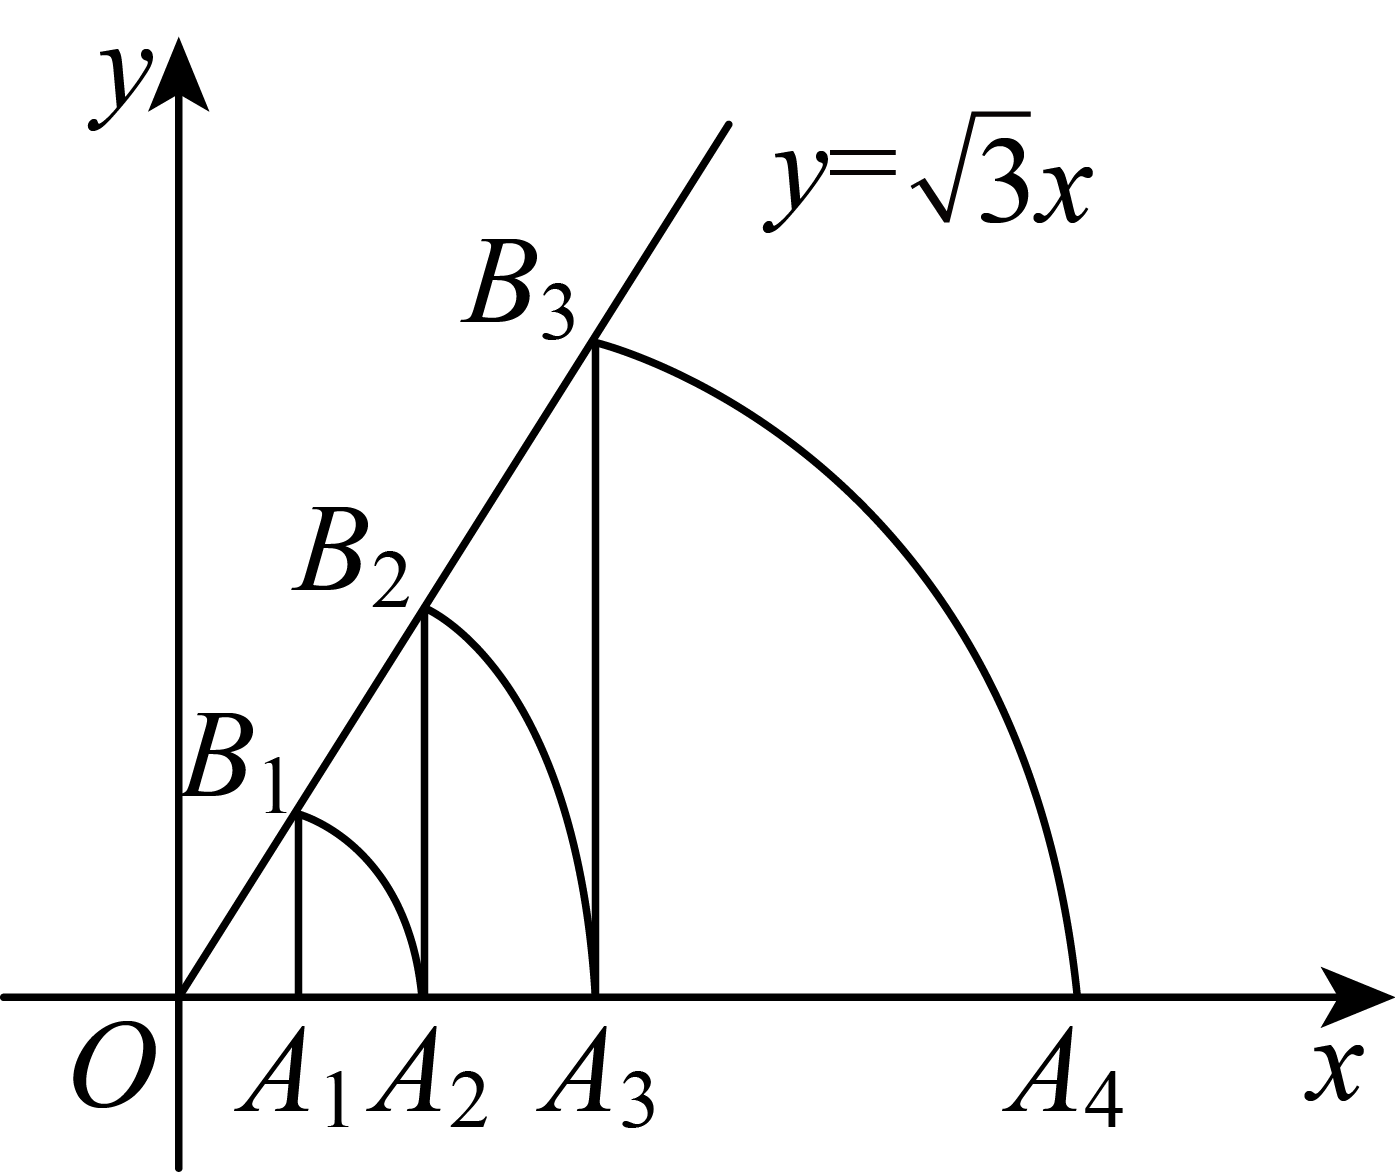 y
y=√3x
B₃
B₂
B₁
O A₁ A₂ A₃ A₄ x